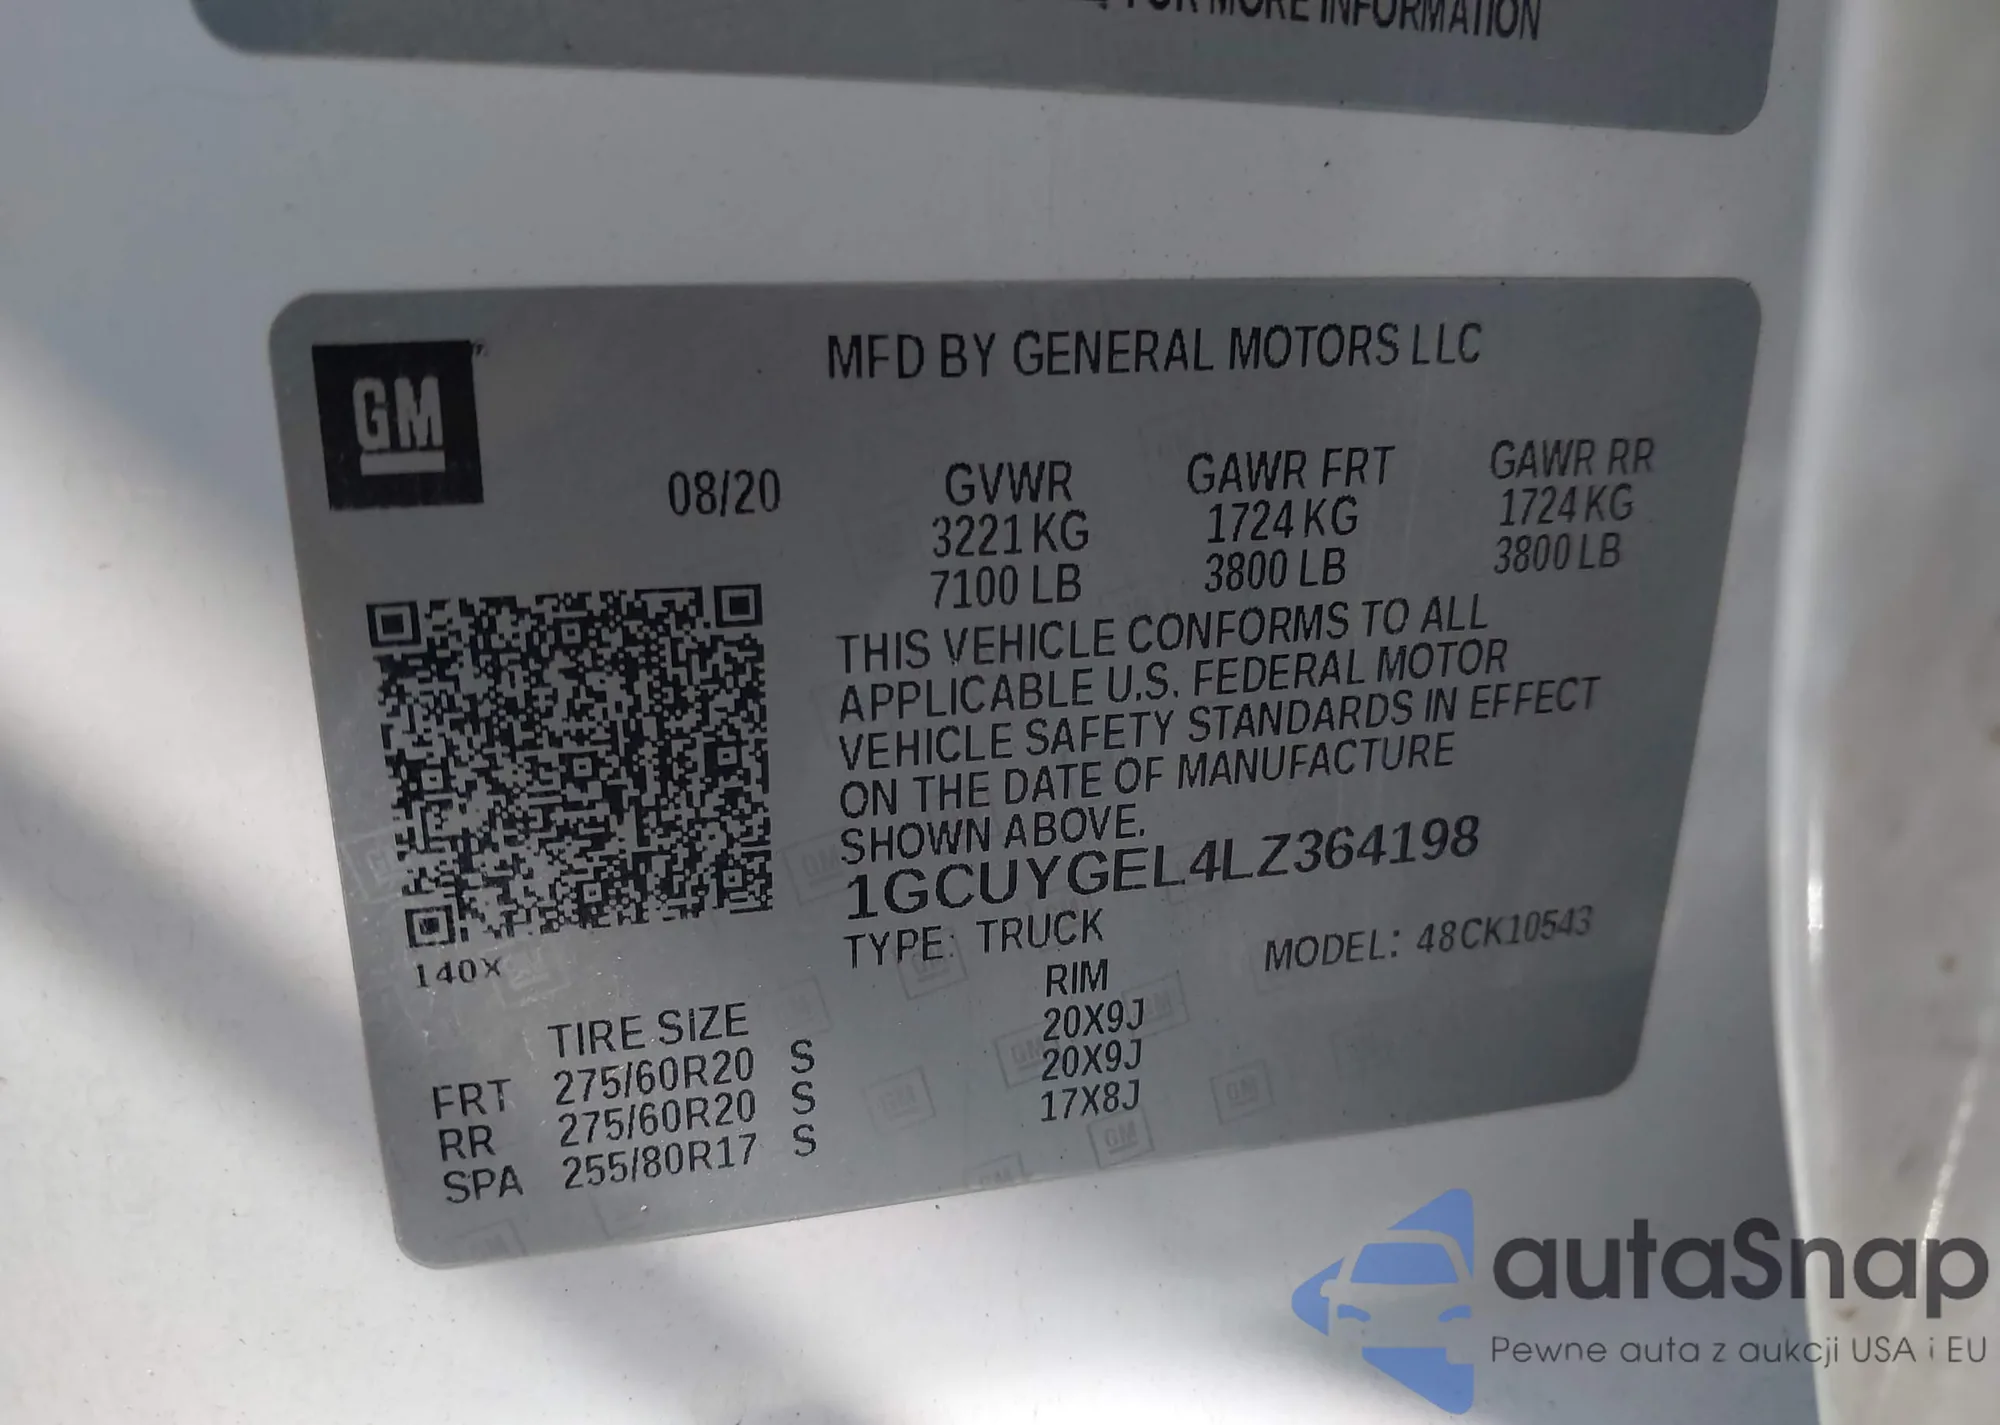 FOR MORE INFORMATION
GM
MFD BY GENERAL MOTORS LLC
08/20
GVWR GAWR FRT GAWR RR
3221 KG 1724 KG 1724 KG
7100 LB 3800 LB 3800 LB
THIS VEHICLE CONFORMS TO ALL
APPLICABLE U.S. FEDERAL MOTOR
VEHICLE SAFETY STANDARDS IN EFFECT
ON THE DATE OF MANUFACTURE
SHOWN ABOVE.
1GCUYGEL4LZ364198
TYPE: TRUCK MODEL: 48CK10543
140X
TIRE SIZE RIM
FRT 275/60R20 S 20X9J
RR 275/60R20 S 20X9J
SPA 255/80R17 S 17X8J
autaSnap
Pewne auta z aukcji USA i EU